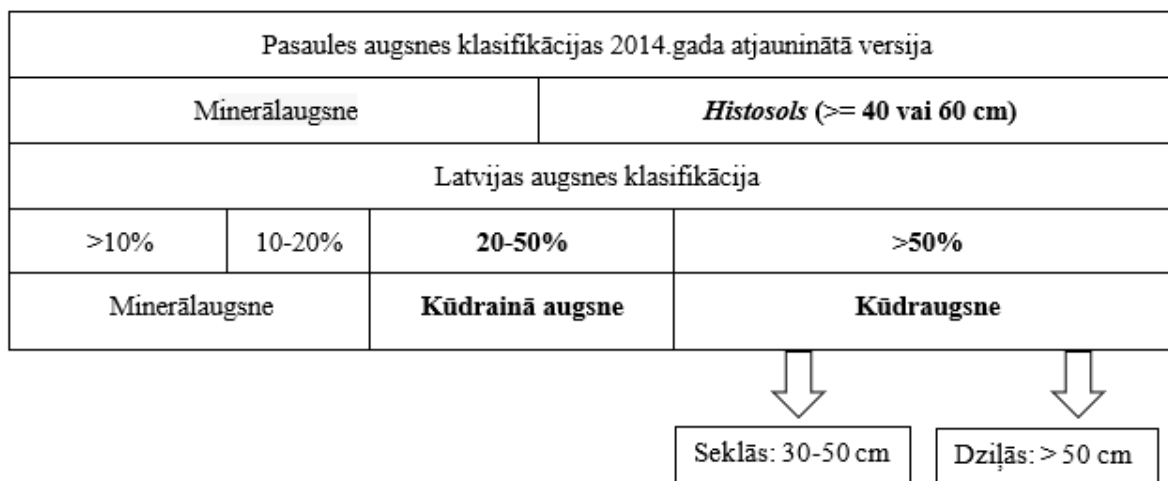 Pasaules augsnes klasifikācijas 2014.gada atjauninātā versija
Minerālaugsne
Histosols (>= 40 vai 60 cm)
Latvijas augsnes klasifikācija
>10%
10-20%
20-50%
>50%
Minerālaugsne
Kūdrainā augsne
Kūdraugsne
Seklās: 30-50 cm
Dziļās: > 50 cm